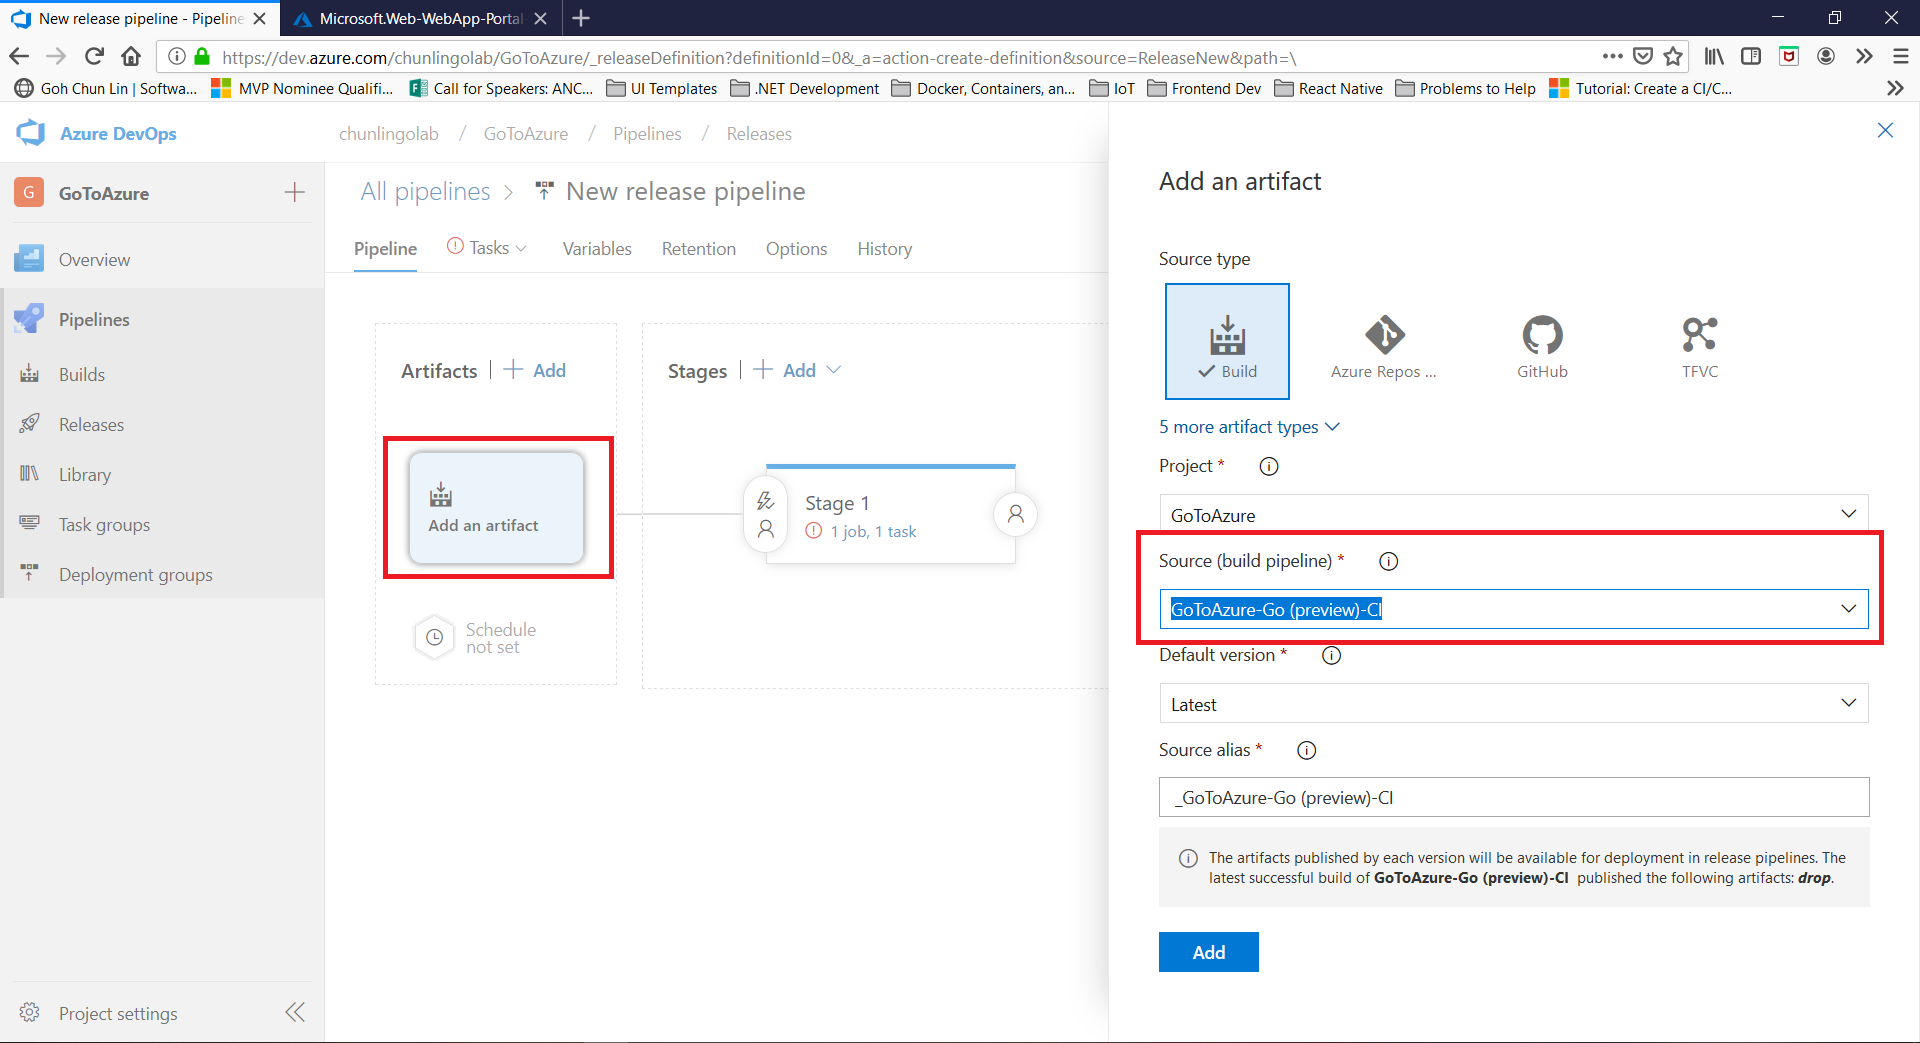 New release pipeline - Pipeline
Microsoft.Web-WebApp-Portal
https://dev.azure.com/chunlingolab/GoToAzure/_releaseDefinition?definitionId=0&_a=action-create-definition&source=ReleaseNew&path=\
Goh Chun Lin | Softwa... MVP Nominee Qualifi... Call for Speakers: ANC... UI Templates .NET Development Docker, Containers, an... IoT Frontend Dev React Native Problems to Help Tutorial: Create a CI/C...
Azure DevOps
chunlingolab / GoToAzure / Pipelines / Releases
G GoToAzure
Overview
Pipelines
Builds
Releases
Library
Task groups
Deployment groups
Project settings
All pipelines > New release pipeline
Pipeline Tasks Variables Retention Options History
Artifacts | + Add
Stages | + Add
Add an artifact
Stage 1
1 job, 1 task
Schedule
not set
Add an artifact
Source type
Build
Azure Repos ...
GitHub
TFVC
5 more artifact types
Project *
GoToAzure
Source (build pipeline) *
GoToAzure-Go (preview)-CI
Default version *
Latest
Source alias *
_GoToAzure-Go (preview)-CI
The artifacts published by each version will be available for deployment in release pipelines. The
latest successful build of GoToAzure-Go (preview)-CI published the following artifacts: drop.
Add